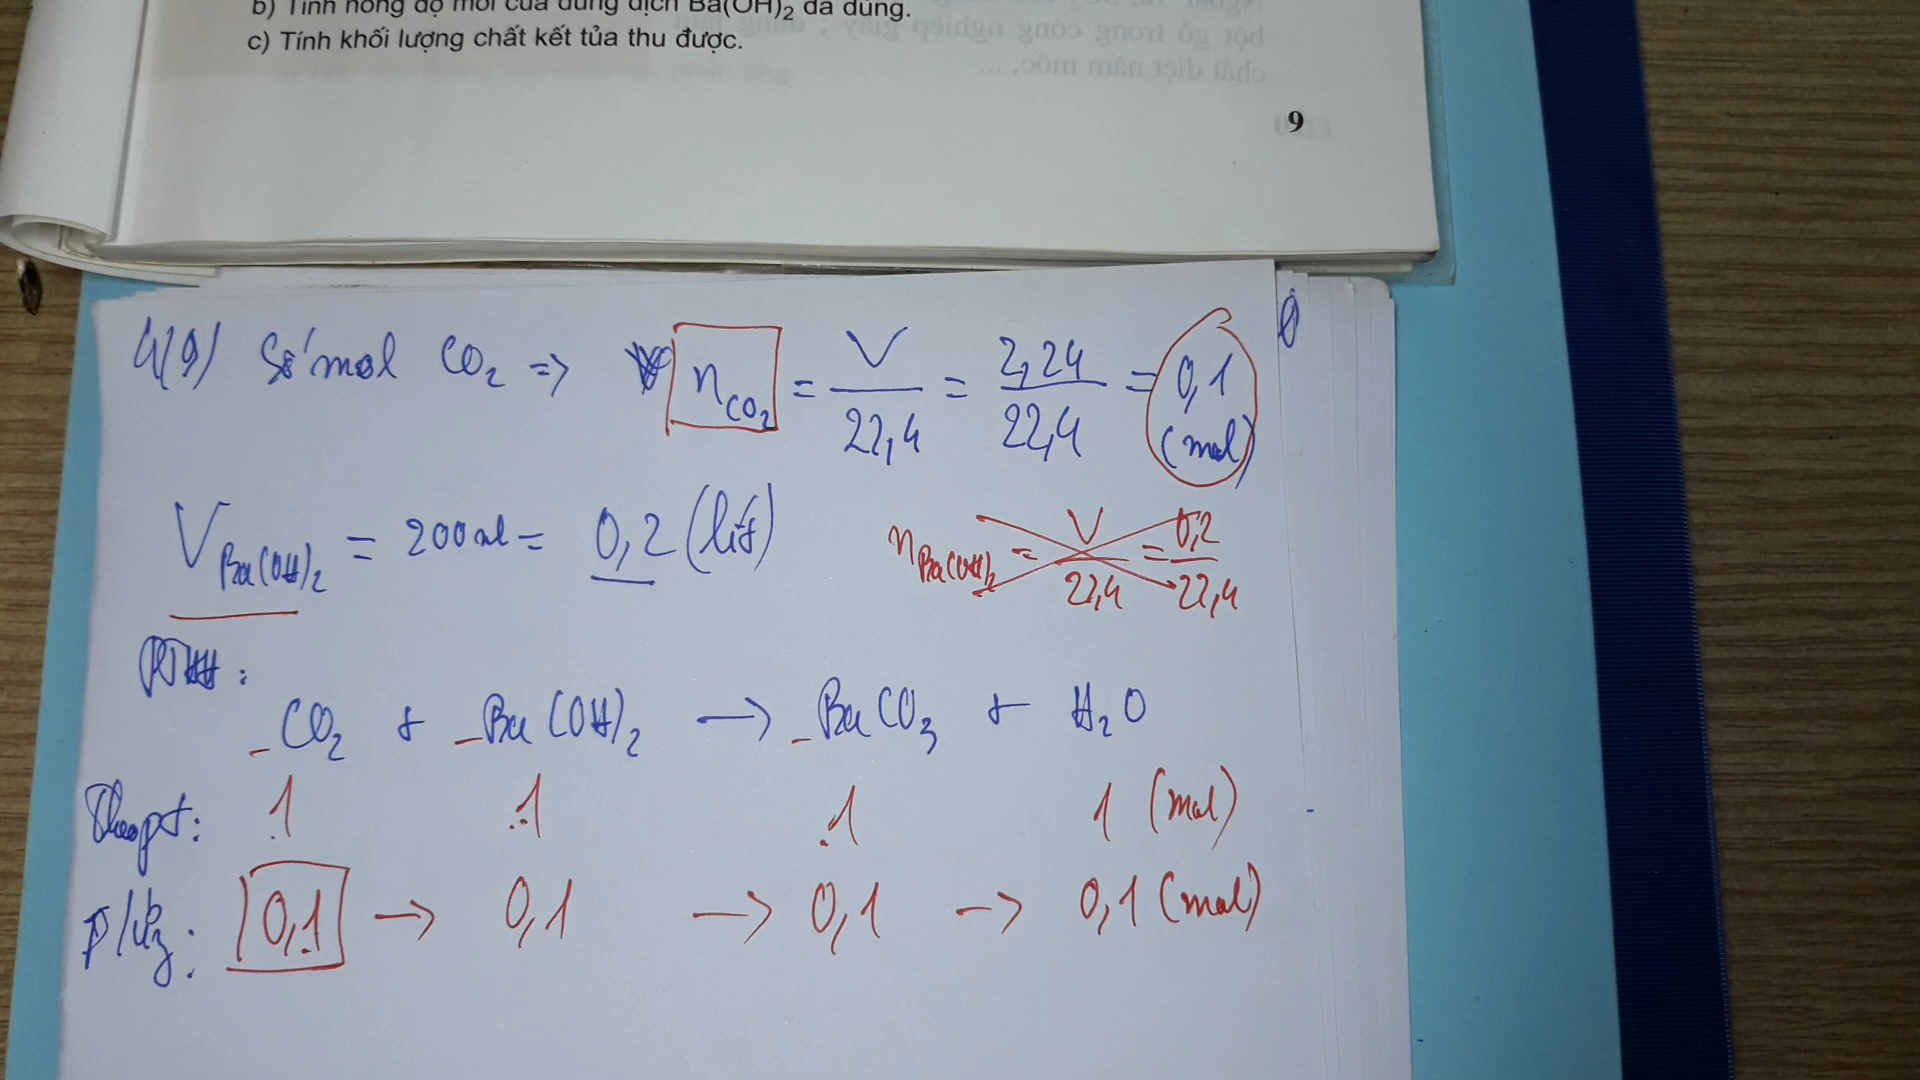 b) Tính nồng độ mol của dung dịch Ba(OH)2 đã dùng.
c) Tính khối lượng chất kết tủa thu được.
9
4(9) Số mol CO2 => nCO2 = V/22,4 = 2,24/22,4 = 0,1 (mol)
VBa(OH)2 = 200ml = 0,2 (lít)
nBa(OH)2 = V/22,4 = 0,2/22,4
PTHH:
CO2 + Ba(OH)2 → BaCO3 + H2O
Theo pt: 1 1 1 1 (mol)
0,1 → 0,1 → 0,1 → 0,1 (mol)